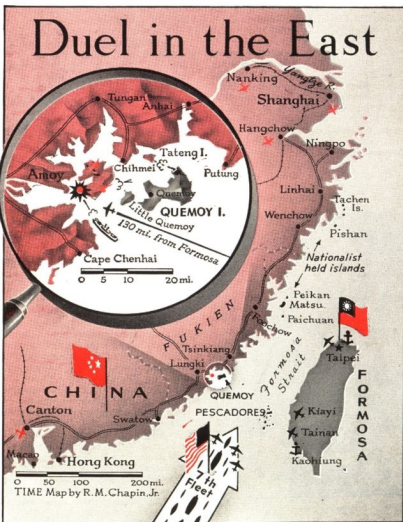 Duel in the East
Nanking
Yangtze R.
Shanghai
Hangchow
Ningpo
Tungan
Anhai
Tateng I.
Amoy
Chihmei
Putung
Quemoy
QUEMOY I.
Little Quemoy
130 mi. from Formosa
Cape Chenhai
0 5 10 20 mi.
Linhai
Tachen
Is.
Wenchow
Pishan
Nationalist
held islands
Peikan
Matsu
Paichuan
Foochow
FUKIEN
Tsinkiang
Lungki
Formosa
Strait
Taipei
FORMOSA
QUEMOY
PESCADORES
CHINA
Canton
Swatow
Kiayi
Tainan
Kaohiung
Macao
Hong Kong
7th
Fleet
0 50 100 200 mi.
TIME Map by R. M. Chapin, Jr.